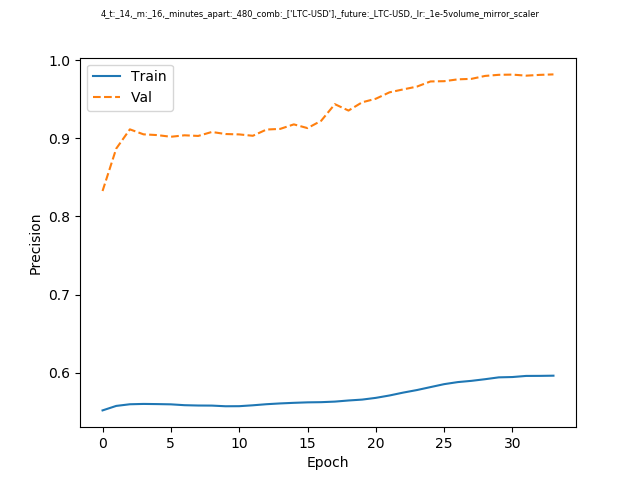 4_t:_14,_m:_16,_minutes_apart:_480_comb:_['LTC-USD'],_future:_LTC-USD,_lr:_1e-5volume_mirror_scaler
1.0
Train
Val
0.9
0.8
Precision
0.7
0.6
0 5 10 15 20 25 30
Epoch